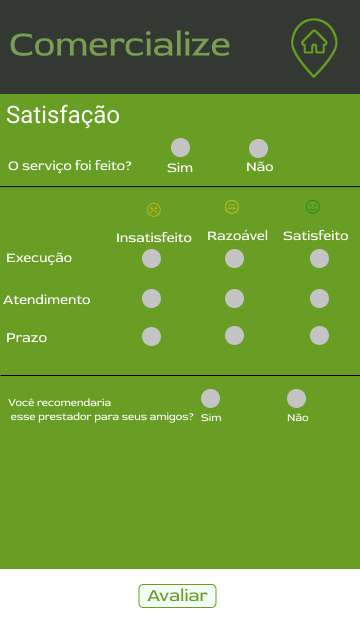 Comercialize
Satisfação
O serviço foi feito?
Sim
Não
Insatisfeito
Razoável
Satisfeito
Execução
Atendimento
Prazo
Você recomendaria
esse prestador para seus amigos?
Sim
Não
Avaliar